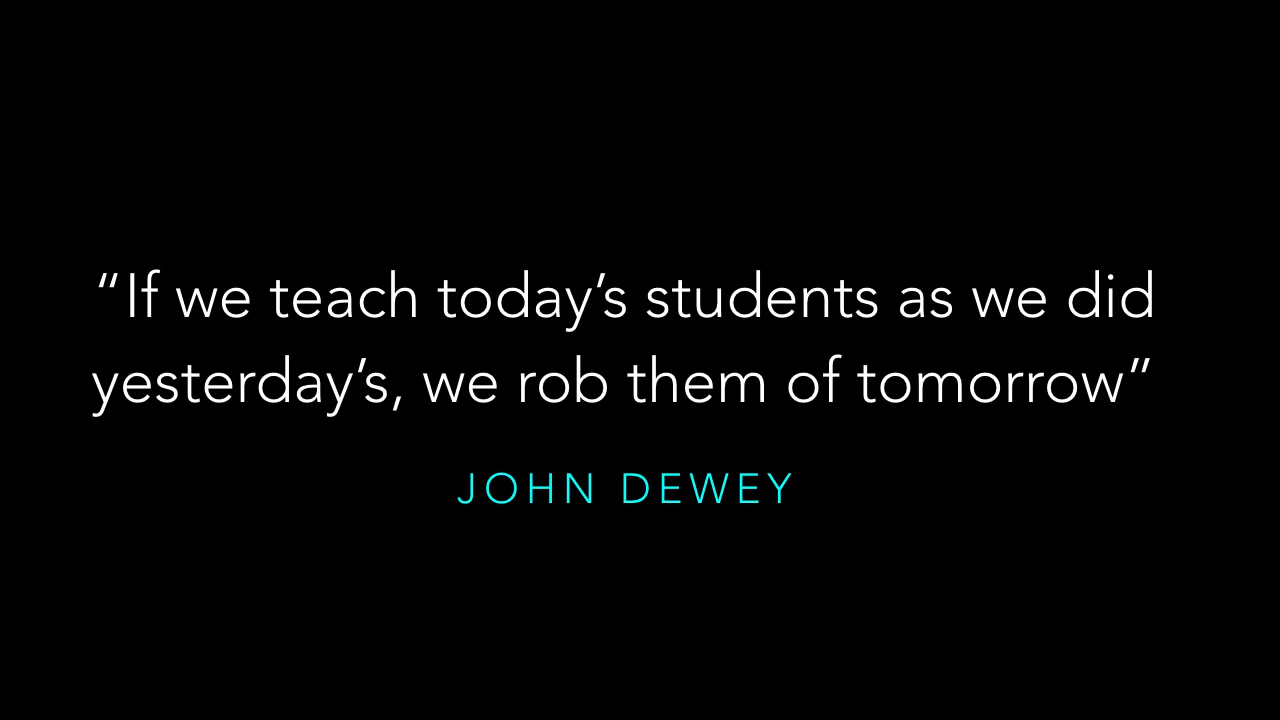 “If we teach today’s students as we did
yesterday’s, we rob them of tomorrow”
JOHN DEWEY